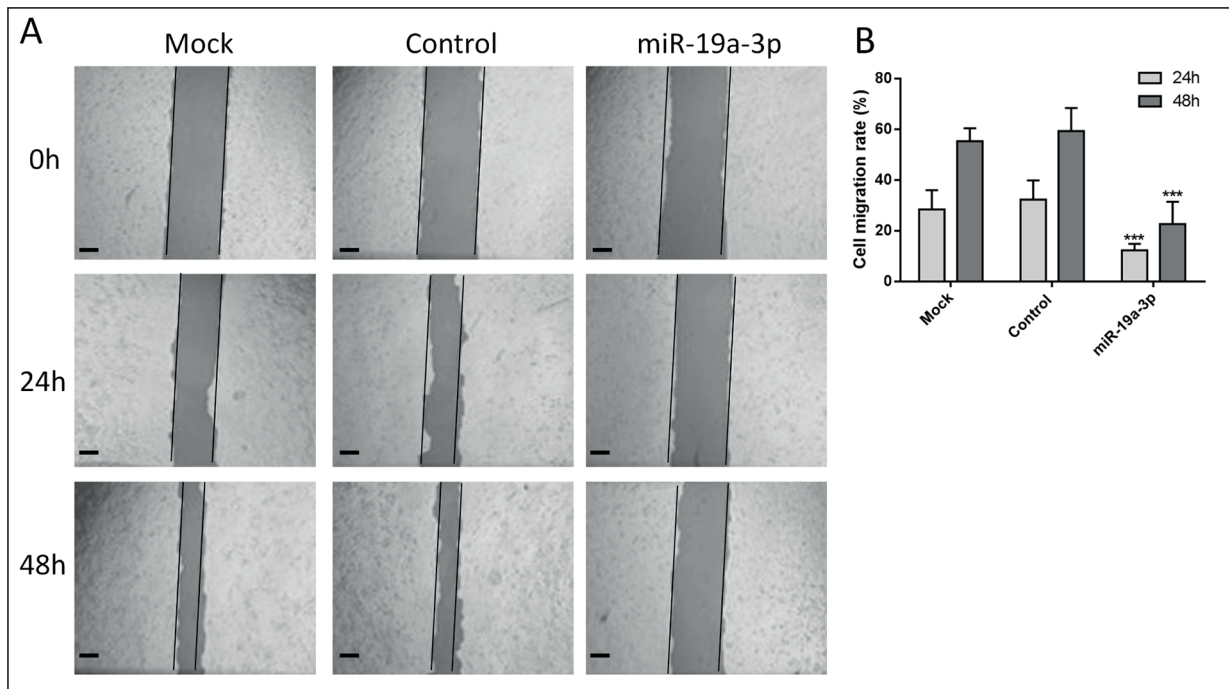 A
Mock Control miR-19a-3p
0h
24h
48h
B
Cell migration rate (%)
80
60
40
20
0
24h
48h
***
***
Mock
Control
miR-19a-3p